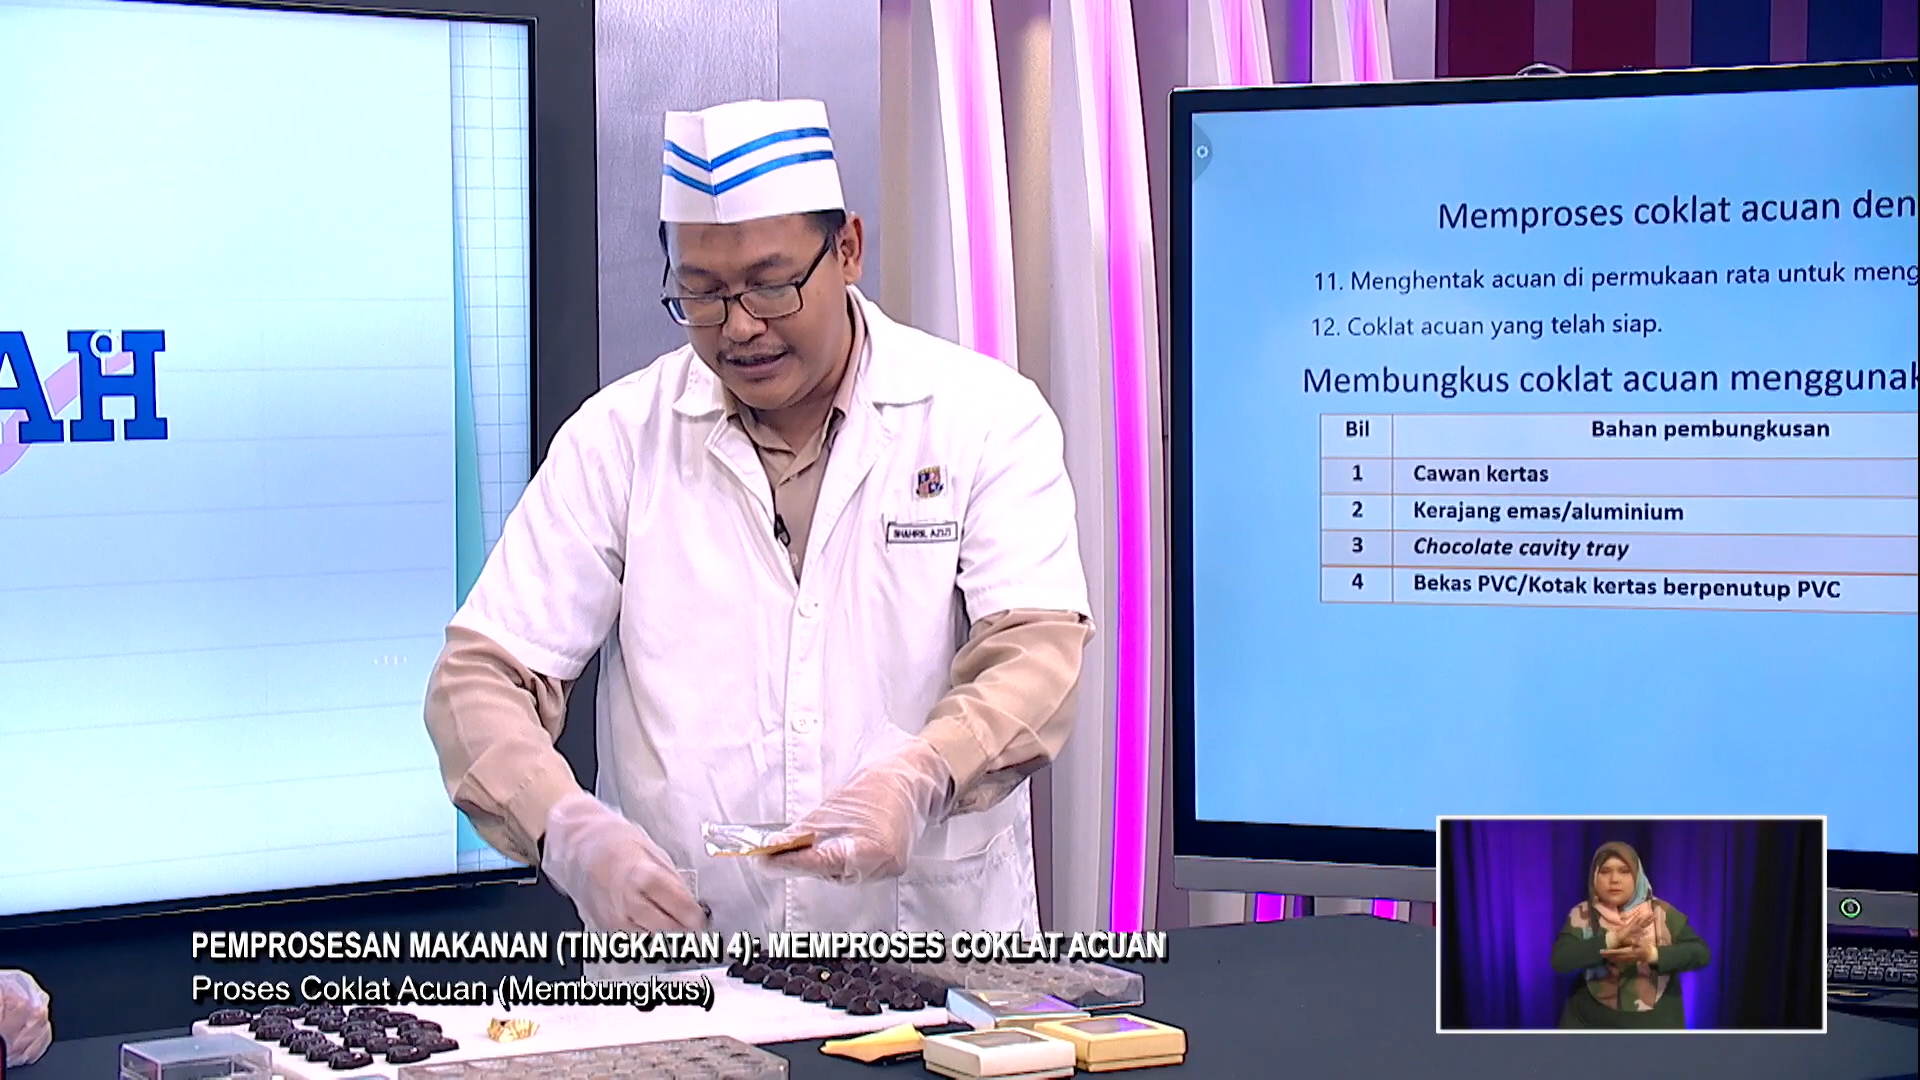 AH
Memproses coklat acuan den
11. Menghentak acuan di permukaan rata untuk meng
12. Coklat acuan yang telah siap.
Membungkus coklat acuan menggunak
Bil Bahan pembungkusan
1 Cawan kertas
2 Kerajang emas/aluminium
3 Chocolate cavity tray
4 Bekas PVC/Kotak kertas berpenutup PVC
SHAHRIL AZIZI
PEMPROSESAN MAKANAN (TINGKATAN 4): MEMPROSES COKLAT ACUAN
Proses Coklat Acuan (Membungkus)